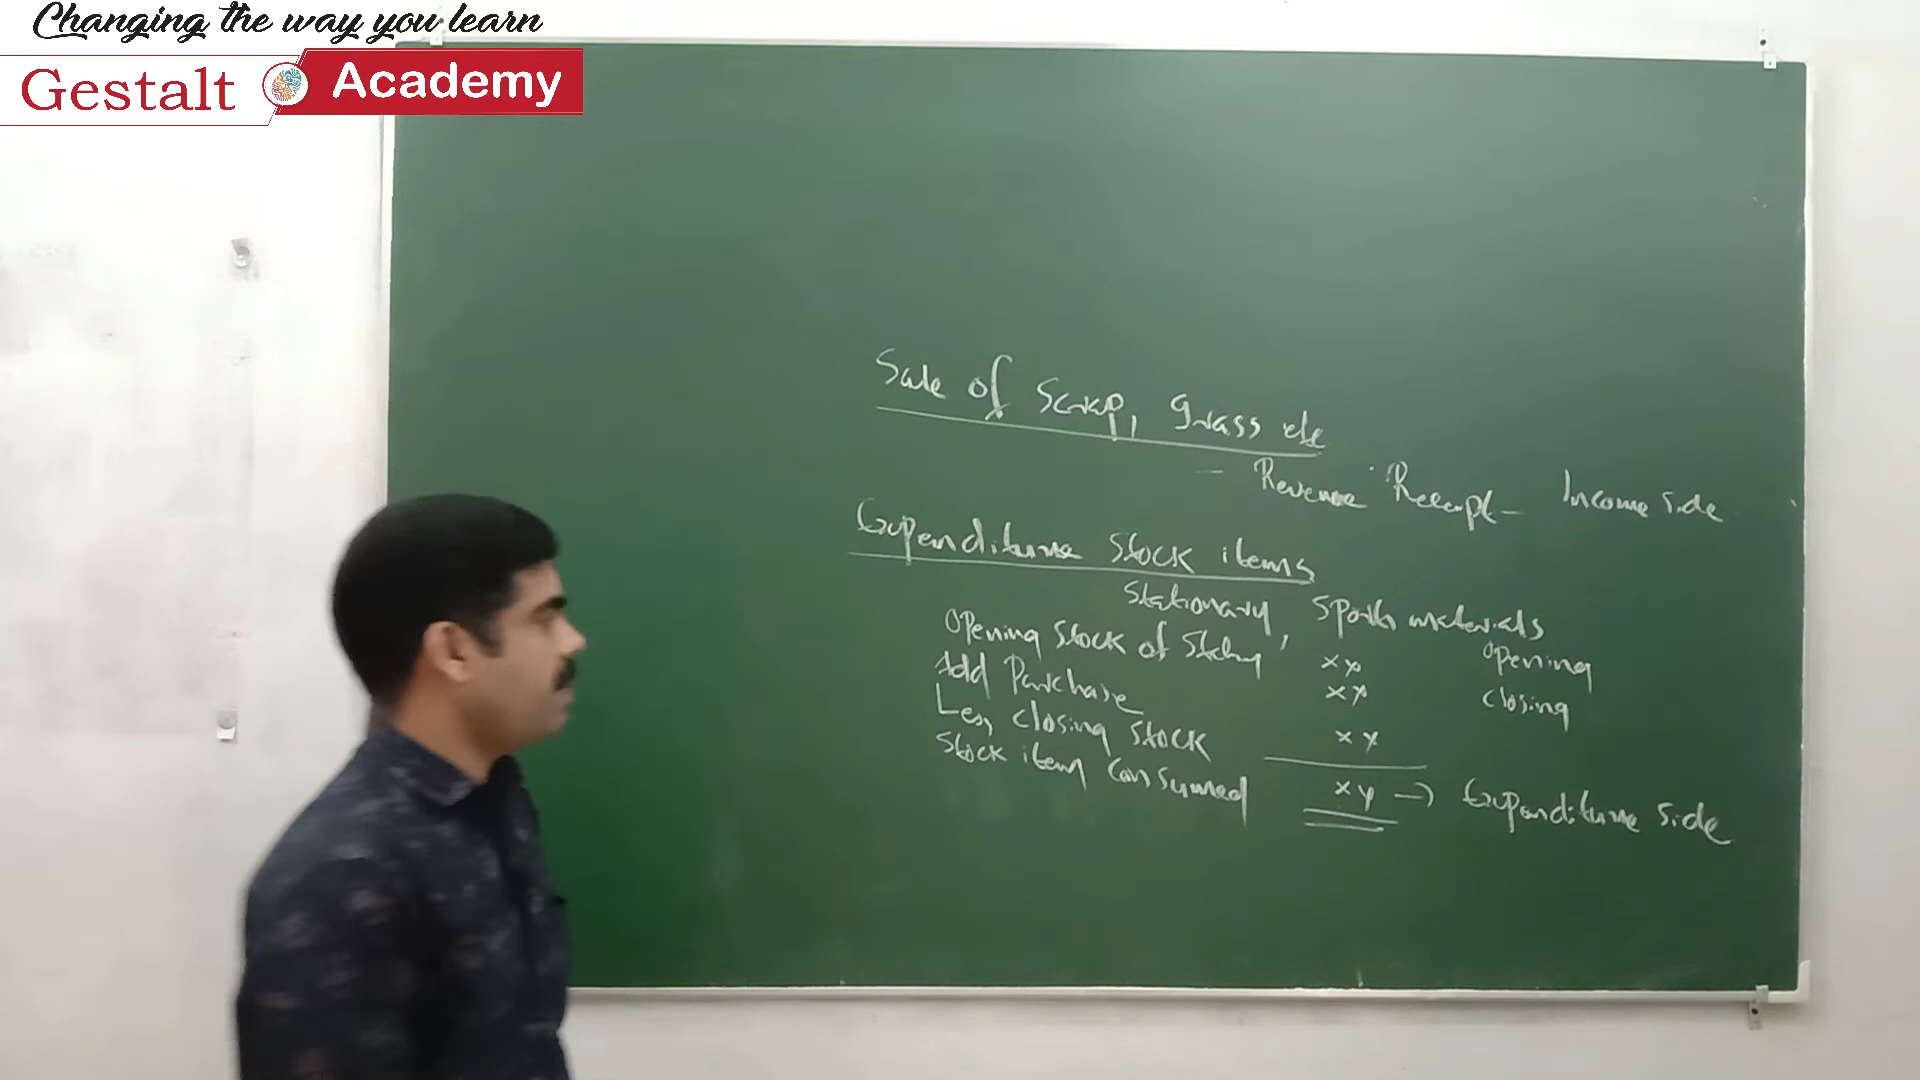 Changing the way you learn
Gestalt Academy
Sale of Scrap, grass etc
- Revenue Receipt - Income side
Expenditure Stock items
Stationary, Sports materials
Opening Stock of Staty xx Opening
Add Purchase xx closing
Less closing Stock xx
Stock item Consumed xx → Expenditure side